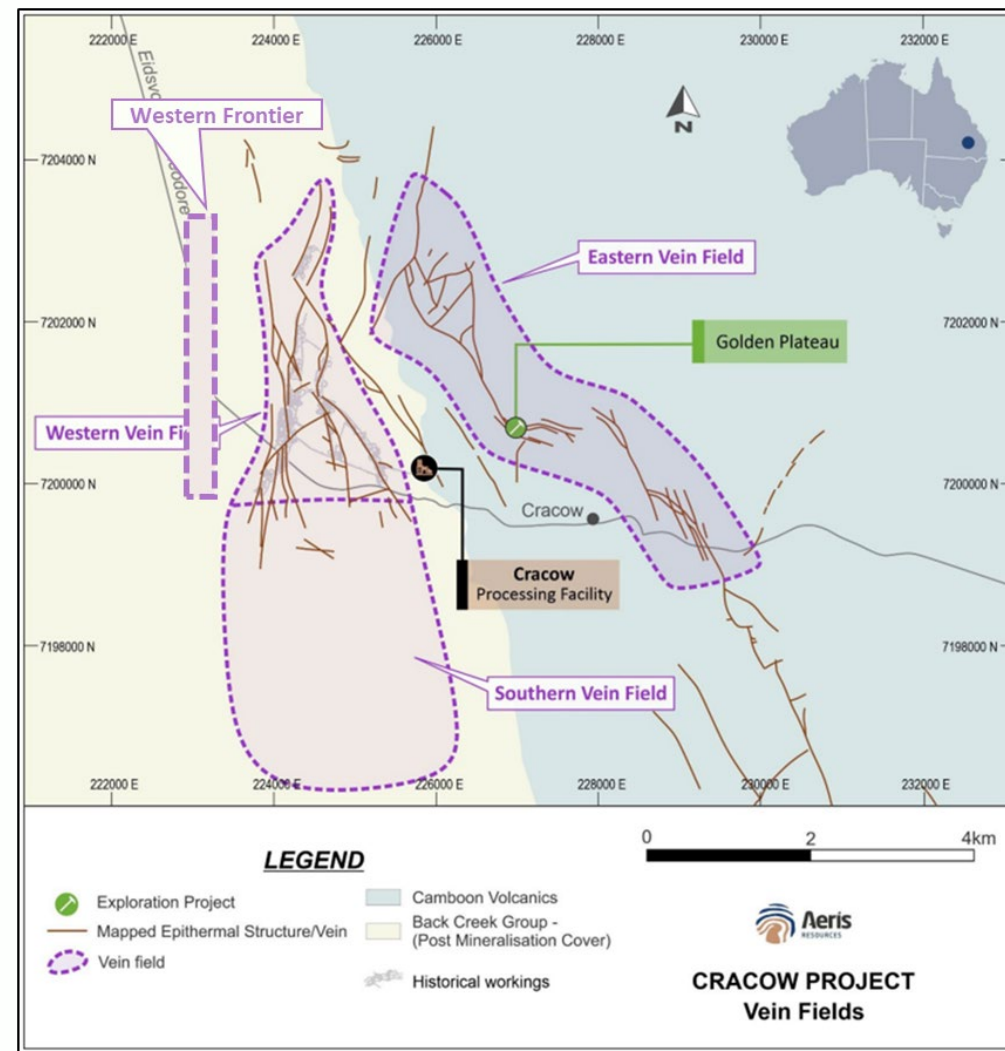 222000 E
224000 E
226000 E
228000 E
230000 E
232000 E
Western Frontier
N
7204000 N
Eastern Vein Field
7202000 N
7202000 N
Golden Plateau
Western Vein Fi
7200000 N
7200000 N
Cracow
Cracow
Processing Facility
7198000 N
7198000 N
Southern Vein Field
222000 E
224000 E
226000 E
228000 E
230000 E
232000 E
LEGEND
Exploration Project
Mapped Epithermal Structure/Vein
Vein field
Camboon Volcanics
Back Creek Group -
(Post Mineralisation Cover)
Historical workings
0
2
4km
Aeris
RESOURCES
CRACOW PROJECT
Vein Fields